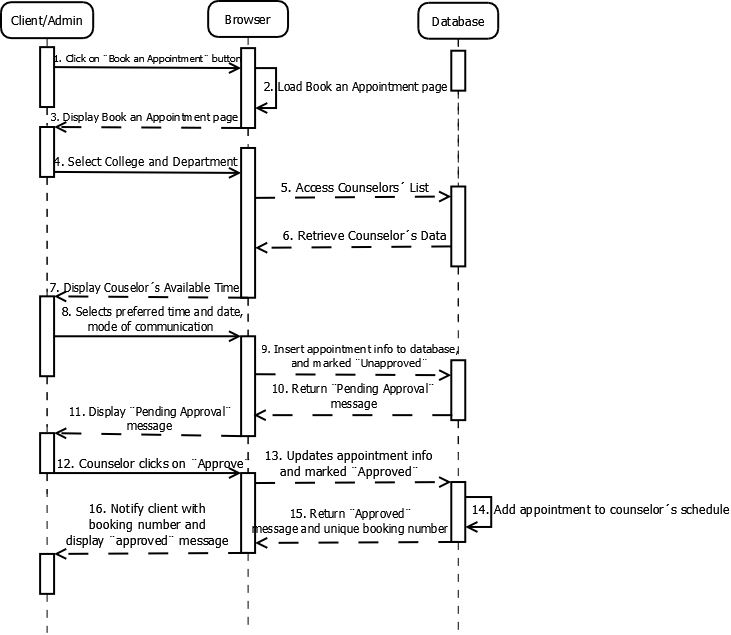 Client/Admin
Browser
Database
1. Click on ¨Book an Appointment¨ button
2. Load Book an Appointment page
3. Display Book an Appointment page
4. Select College and Department
5. Access Counselors´ List
6. Retrieve Counselor´s Data
7. Display Couselor´s Available Time
8. Selects preferred time and date,
mode of communication
9. Insert appointment info to database,
and marked ¨Unapproved¨
10. Return ¨Pending Approval¨
message
11. Display ¨Pending Approval¨
message
12. Counselor clicks on ¨Approve
13. Updates appointment info
and marked ¨Approved¨
14. Add appointment to counselor´s schedule
15. Return ¨Approved¨
message and unique booking number
16. Notify client with
booking number and
display ¨approved¨ message